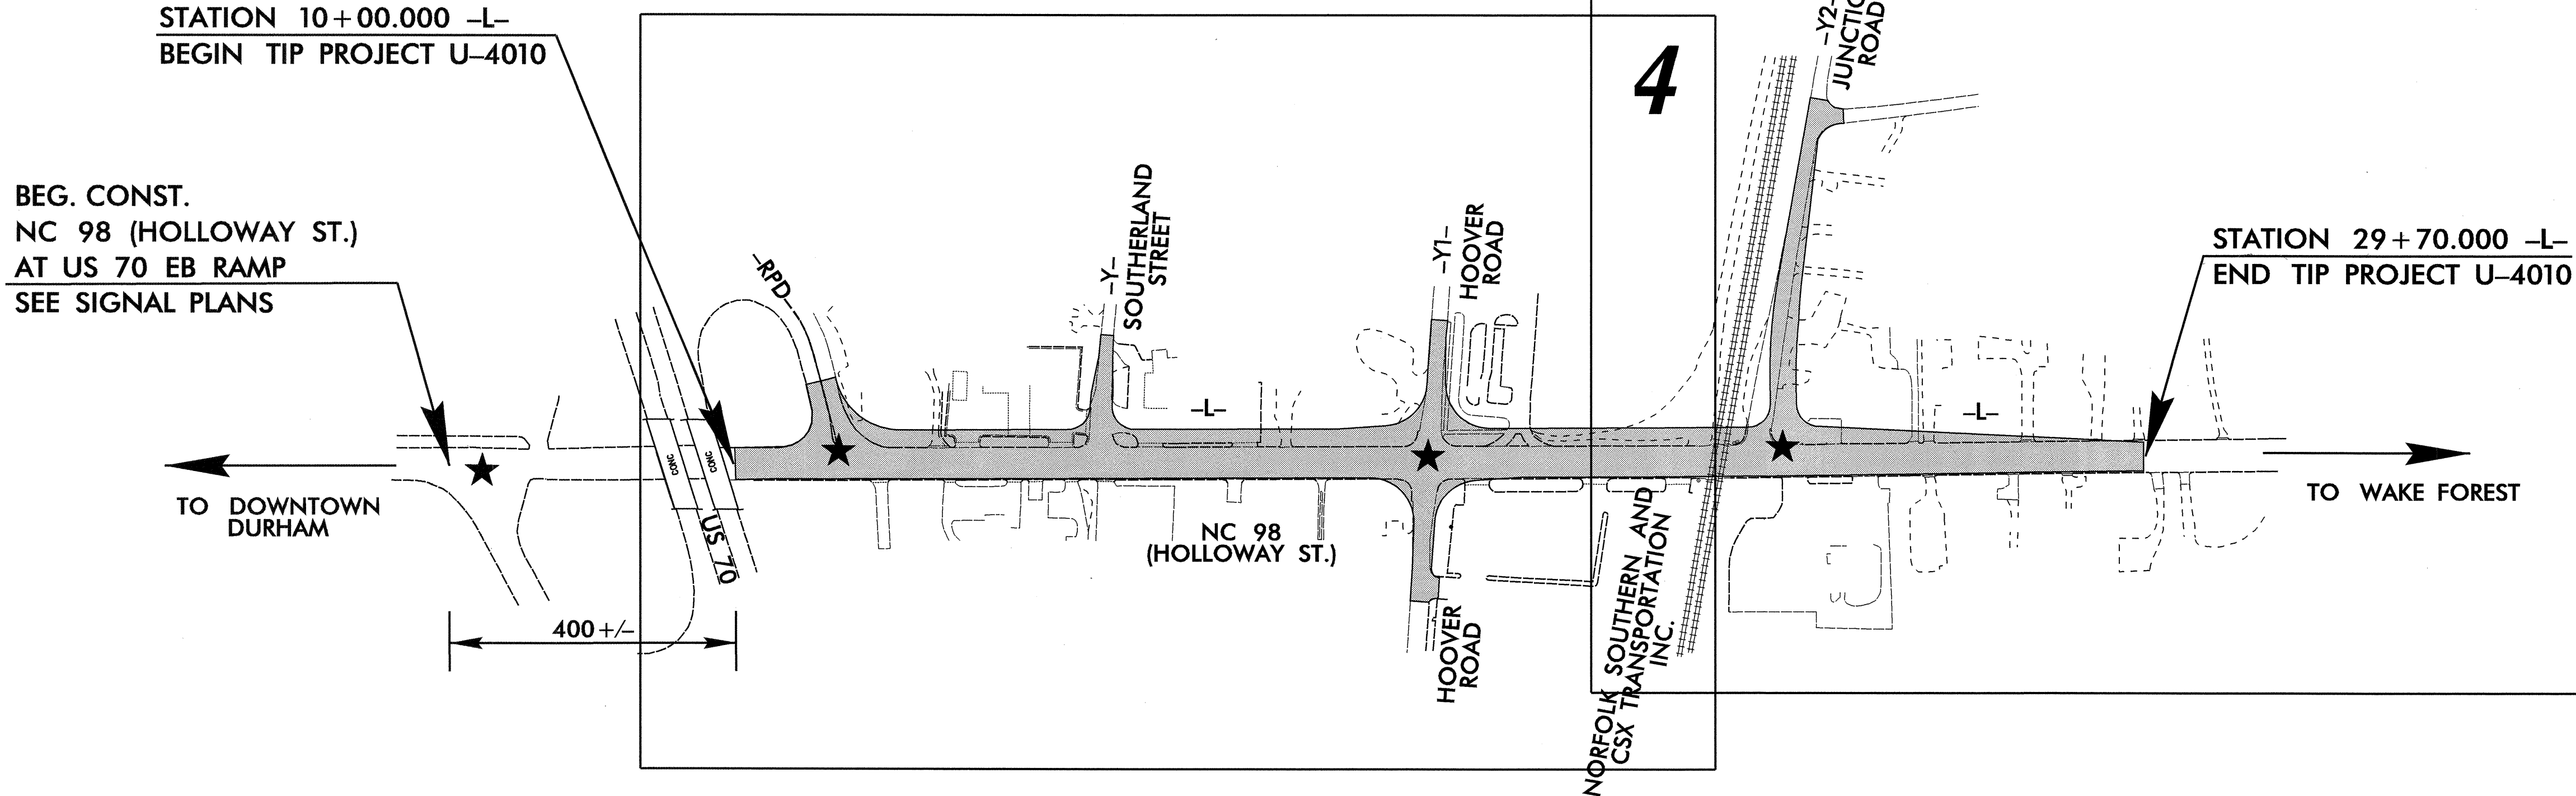 STATION 10+00.000 –L–
BEGIN TIP PROJECT U–4010
BEG. CONST.
NC 98 (HOLLOWAY ST.)
AT US 70 EB RAMP
SEE SIGNAL PLANS
TO DOWNTOWN
DURHAM
400+/–
CONC
CONC
US 70
–RPD–
–Y–
SOUTHERLAND
STREET
–L–
NC 98
(HOLLOWAY ST.)
–Y1–
HOOVER
ROAD
HOOVER
ROAD
4
NORFOLK SOUTHERN AND
CSX TRANSPORTATION
INC.
–Y2–
ROAD
–L–
STATION 29+70.000 –L–
END TIP PROJECT U–4010
TO WAKE FOREST